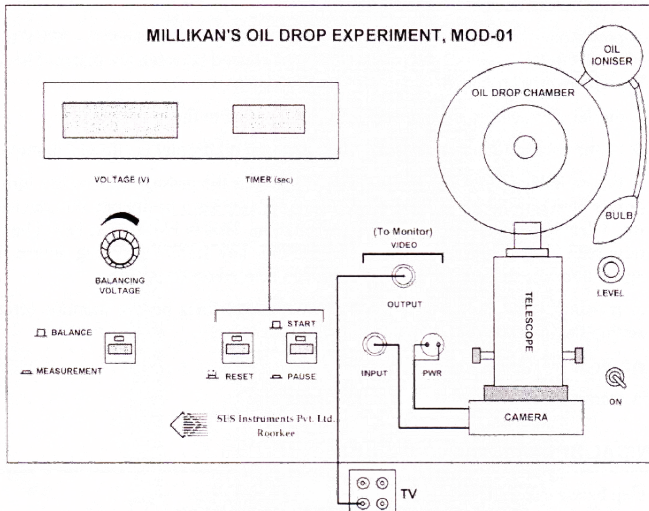 MILLIKAN'S OIL DROP EXPERIMENT, MOD-01
OIL
IONISER
OIL DROP CHAMBER
VOLTAGE (V)
TIMER (sec)
BULB
(To Monitor)
VIDEO
BALANCING
VOLTAGE
OUTPUT
LEVEL
TELESCOPE
BALANCE
START
MEASUREMENT
RESET
PAUSE
INPUT
PWR
ON
CAMERA
SES Instruments Pvt. Ltd.
Roorkee
TV